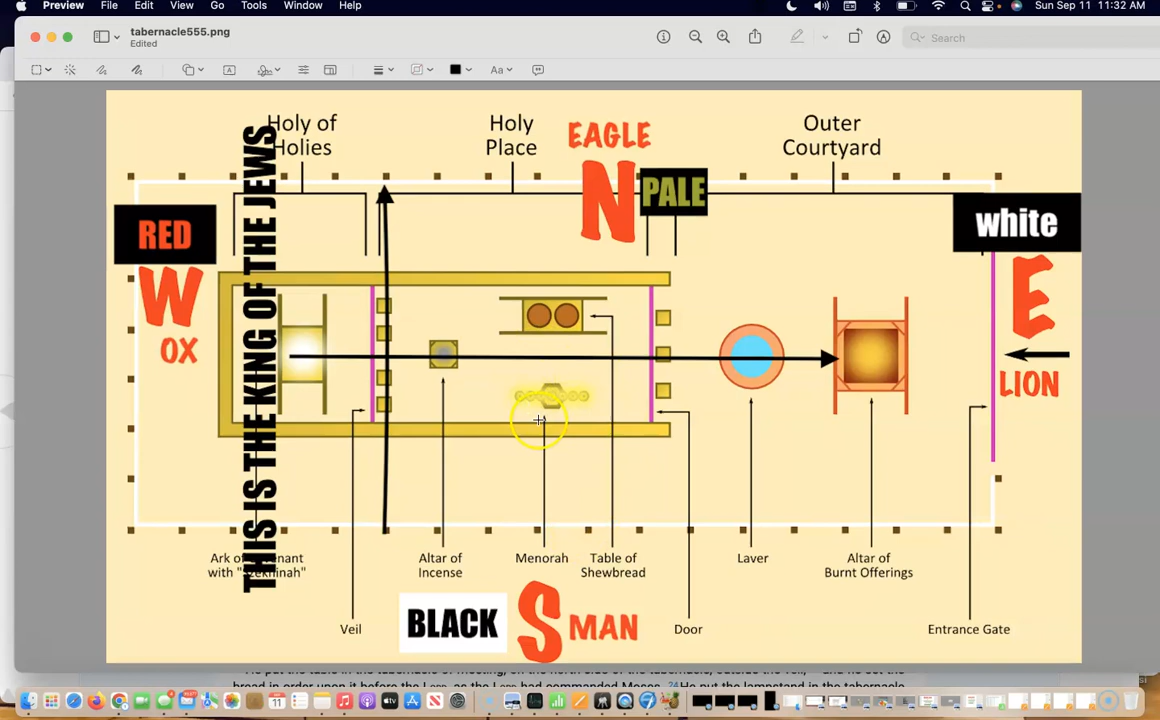 Preview File Edit View Go Tools Window Help
Sun Sep 11 11:32 AM
tabernacle555.png
Edited
Search
Aa
Holy of
Holies
Holy
Place
EAGLE
N
PALE
Outer
Courtyard
RED
W
OX
THIS IS THE KING OF THE JEWS
white
E
LION
Ark of
with "
Altar of
Incense
Menorah
Table of
Shewbread
Laver
Altar of
Burnt Offerings
Veil
BLACK
S
MAN
Door
Entrance Gate